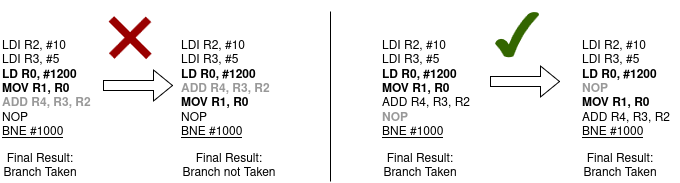 LDI R2, #10
LDI R3, #5
LD R0, #1200
MOV R1, R0
ADD R4, R3, R2
NOP
BNE #1000
Final Result:
Branch Taken
LDI R2, #10
LDI R3, #5
LD R0, #1200
ADD R4, R3, R2
MOV R1, R0
NOP
BNE #1000
Final Result:
Branch not Taken
LDI R2, #10
LDI R3, #5
LD R0, #1200
MOV R1, R0
ADD R4, R3, R2
NOP
BNE #1000
Final Result:
Branch Taken
LDI R2, #10
LDI R3, #5
LD R0, #1200
NOP
MOV R1, R0
ADD R4, R3, R2
BNE #1000
Final Result:
Branch Taken